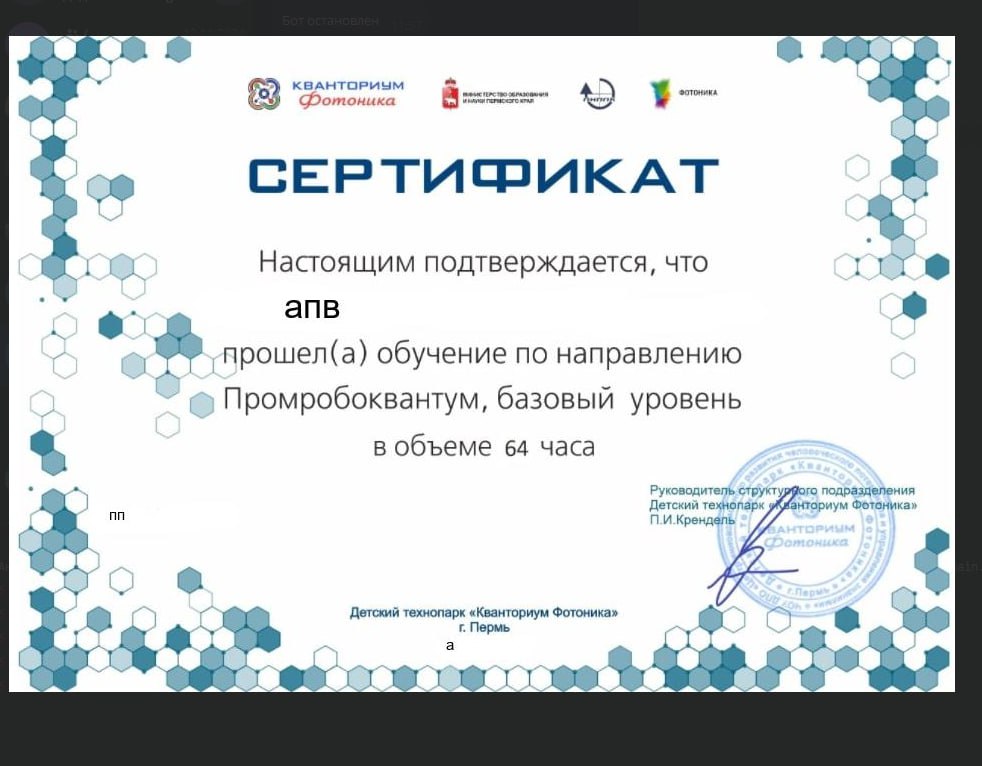 Бот остановлен
КВАНТОРИУМ
Фотоника
МИНИСТЕРСТВО ОБРАЗОВАНИЯ
И НАУКИ ПЕРМСКОГО КРАЯ
ФОТОНИКА
СЕРТИФИКАТ
Настоящим подтверждается, что
апв
прошел(а) обучение по направлению
Промробоквантум, базовый уровень
в объеме 64 часа
Руководитель структурного подразделения
Детский технопарк «Кванториум Фотоника»
П.И.Крендель
КВАНТОРИУМ
Фотоника
г.Пермь
пп
Детский технопарк «Кванториум Фотоника»
г. Пермь
а